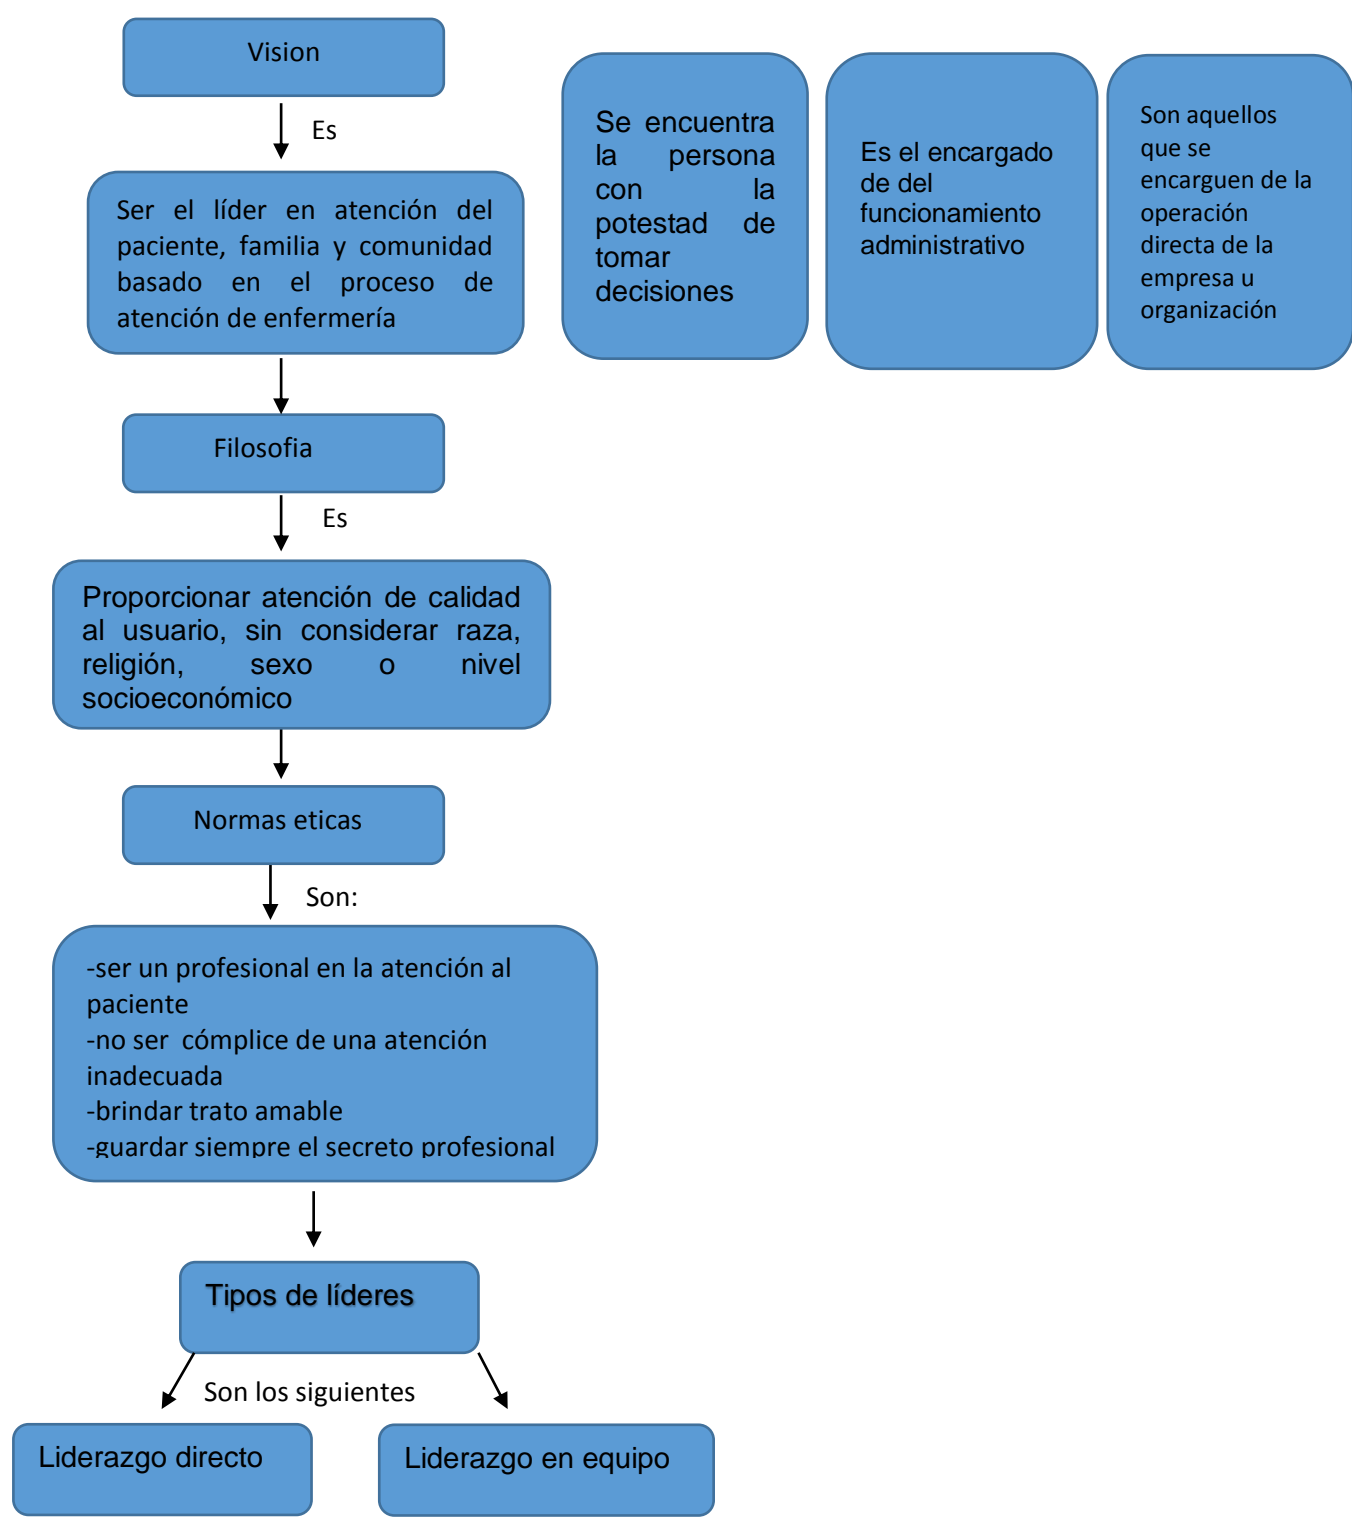 Vision
Es
Ser el líder en atención del
paciente, familia y comunidad
basado en el proceso de
atención de enfermería
Filosofia
Es
Proporcionar atención de calidad
al usuario, sin considerar raza,
religión, sexo o nivel
socioeconómico
Normas eticas
Son:
-ser un profesional en la atención al
paciente
-no ser cómplice de una atención
inadecuada
-brindar trato amable
-guardar siempre el secreto profesional
Tipos de líderes
Son los siguientes
Liderazgo directo
Liderazgo en equipo
Se encuentra
la persona
con la
potestad de
tomar
decisiones
Es el encargado
de del
funcionamiento
administrativo
Son aquellos
que se
encarguen de la
operación
directa de la
empresa u
organización